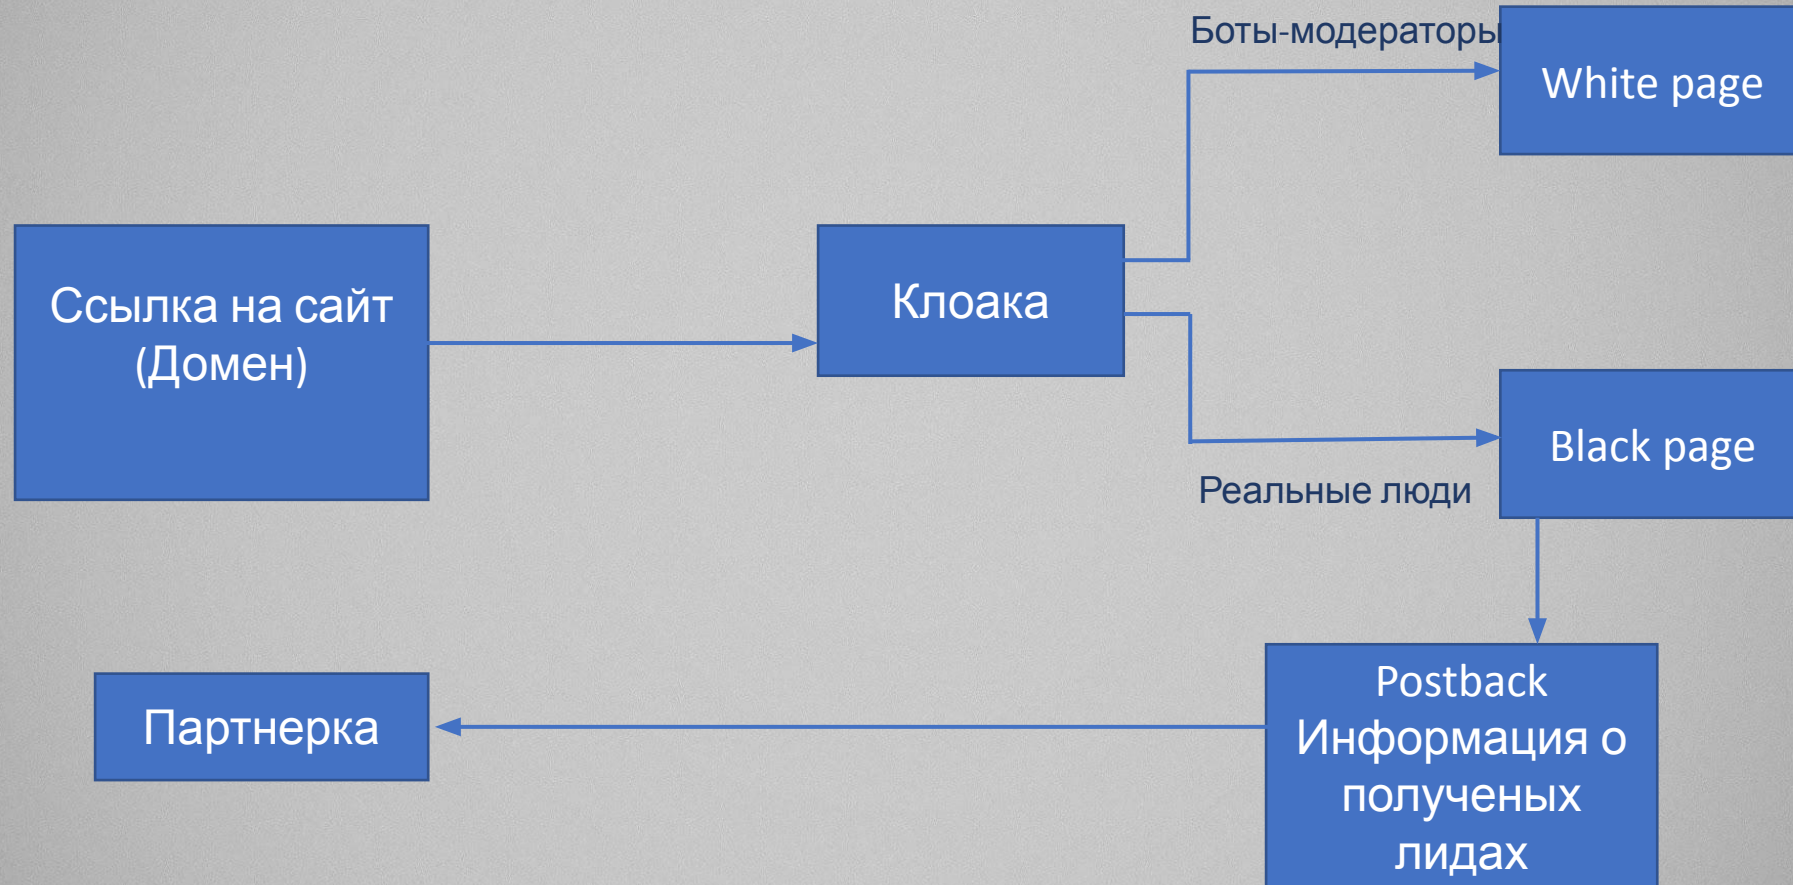 Боты-модераторы
White page
Ссылка на сайт
(Домен)
Клоака
Black page
Реальные люди
Postback
Информация о
полученых
лидах
Партнерка